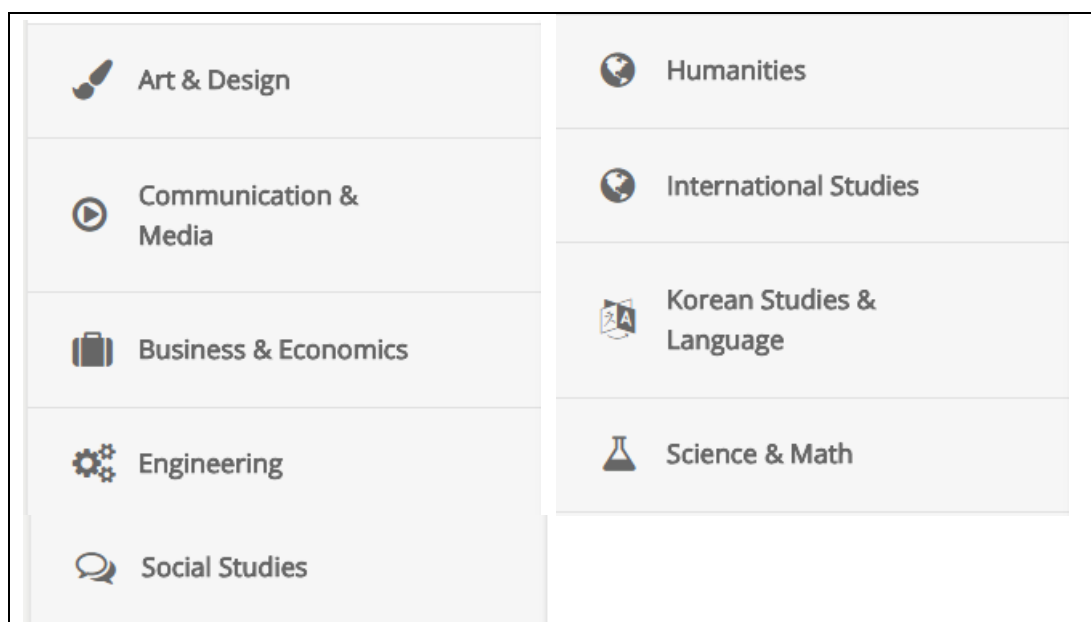 Art & Design
Communication &
Media
Business & Economics
Engineering
Social Studies
Humanities
International Studies
Korean Studies &
Language
Science & Math